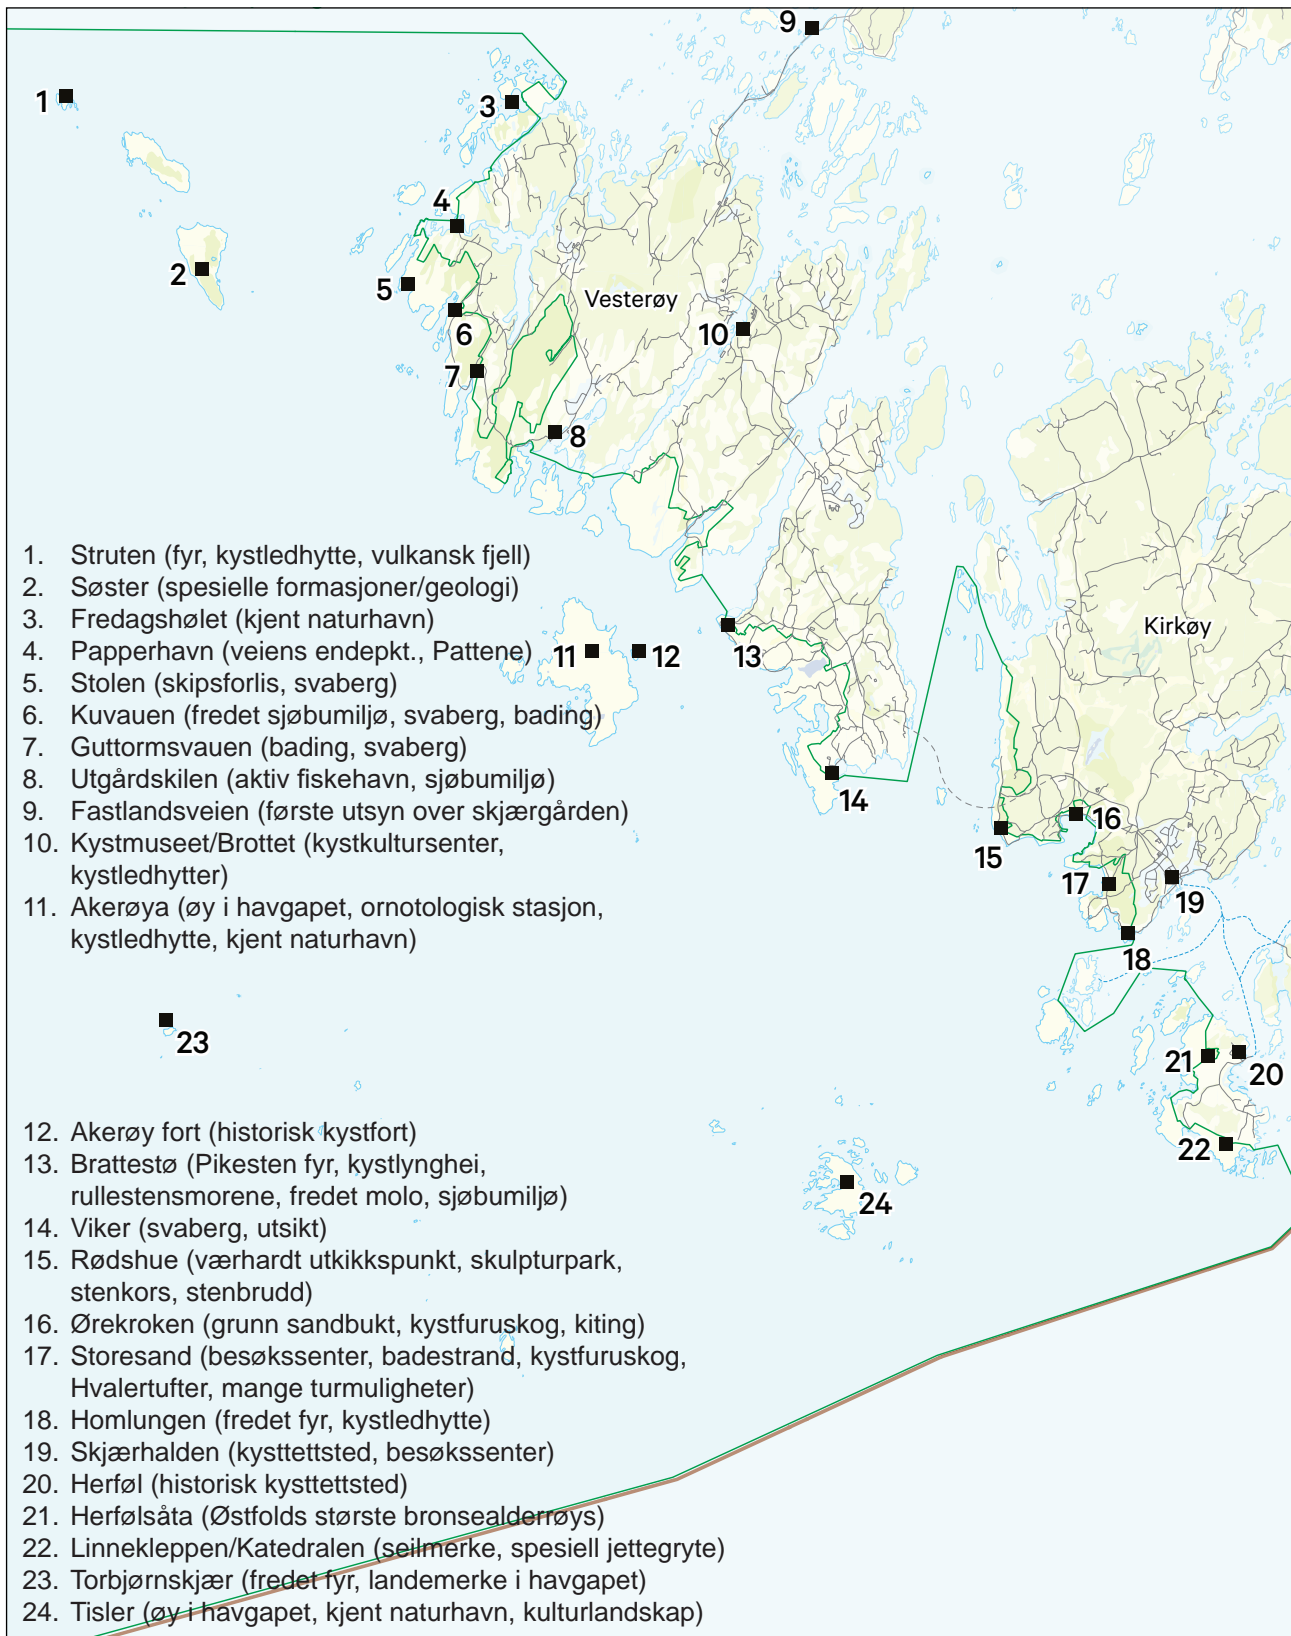 9
1
3
4
2
5
Vesterøy
6
10
7
8
1. Struten (fyr, kystledhytte, vulkansk fjell)
2. Søster (spesielle formasjoner/geologi)
3. Fredagshølet (kjent naturhavn)
4. Papperhavn (veiens endepkt., Pattene)
5. Stolen (skipsforlis, svaberg)
6. Kuvauen (fredet sjøbumiljø, svaberg, bading)
7. Guttormsvauen (bading, svaberg)
8. Utgårdskilen (aktiv fiskehavn, sjøbumiljø)
9. Fastlandsveien (første utsyn over skjærgården)
10. Kystmuseet/Brottet (kystkultursenter,
kystledhytter)
11. Akerøya (øy i havgapet, ornotologisk stasjon,
kystledhytte, kjent naturhavn)
Kirkøy
11
12
13
14
15
16
17
19
18
23
21
20
22
24
12. Akerøy fort (historisk kystfort)
13. Brattestø (Pikesten fyr, kystlynghei,
rullestensmorene, fredet molo, sjøbumiljø)
14. Viker (svaberg, utsikt)
15. Rødshue (værhardt utkikkspunkt, skulpturpark,
stenkors, stenbrudd)
16. Ørekroken (grunn sandbukt, kystfuruskog, kiting)
17. Storesand (besøkssenter, badestrand, kystfuruskog,
Hvalertufter, mange turmuligheter)
18. Homlungen (fredet fyr, kystledhytte)
19. Skjærhalden (kysttettsted, besøkssenter)
20. Herføl (historisk kysttettsted)
21. Herfølsåta (Østfolds største bronsealderrøys)
22. Linnekleppen/Katedralen (seilmerke, spesiell jettegryte)
23. Torbjørnskjær (fredet fyr, landemerke i havgapet)
24. Tisler (øy i havgapet, kjent naturhavn, kulturlandskap)